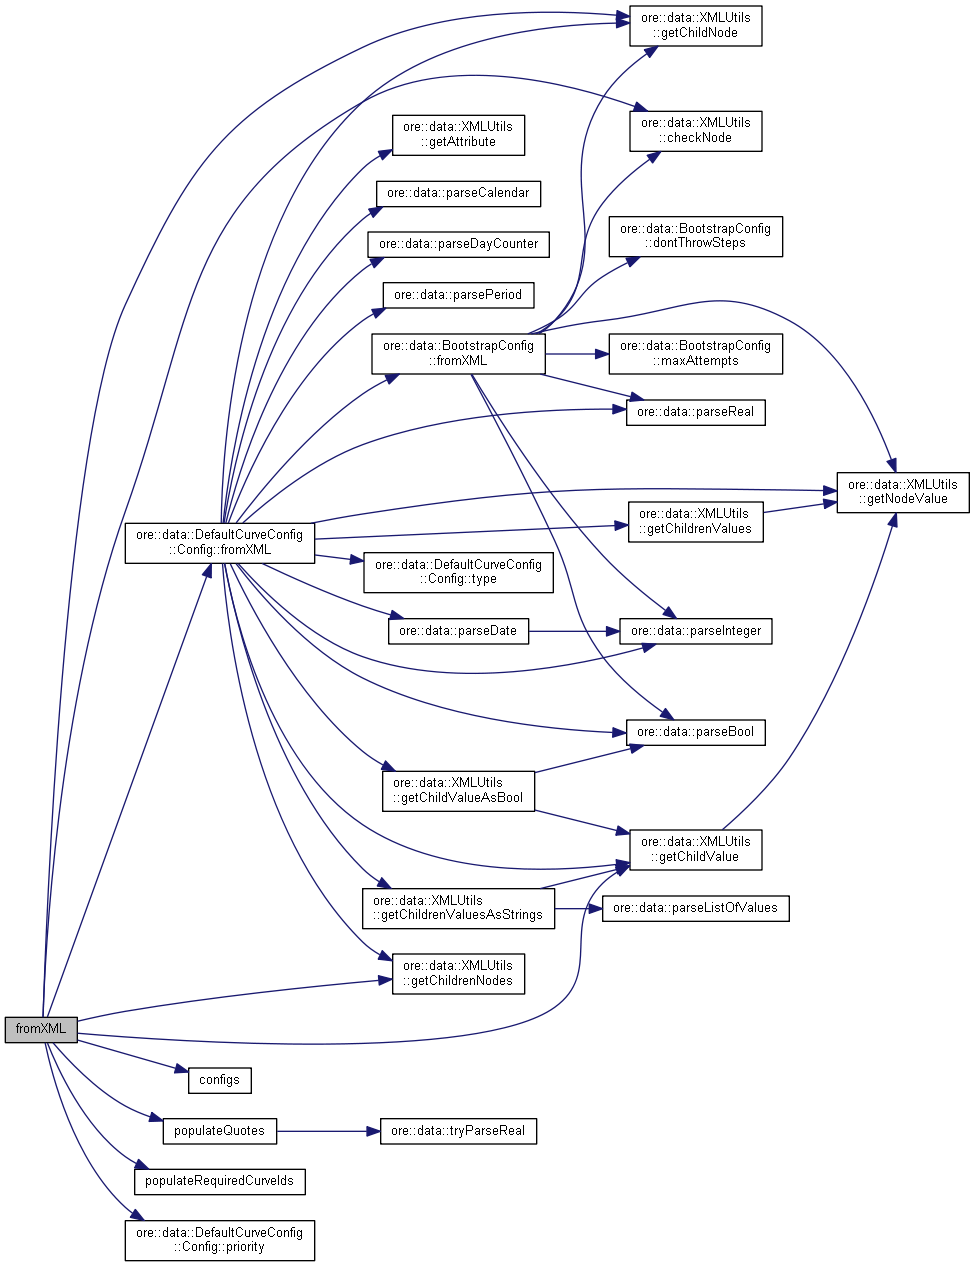 ore::data::XMLUtils
::getChildNode
ore::data::XMLUtils
::checkNode
ore::data::XMLUtils
::getAttribute
ore::data::parseCalendar
ore::data::BootstrapConfig
::dontThrowSteps
ore::data::parseDayCounter
ore::data::parsePeriod
ore::data::BootstrapConfig
::fromXML
ore::data::BootstrapConfig
::maxAttempts
ore::data::parseReal
ore::data::XMLUtils
::getNodeValue
ore::data::XMLUtils
::getChildrenValues
ore::data::DefaultCurveConfig
::Config::fromXML
ore::data::DefaultCurveConfig
::Config::type
ore::data::parseDate
ore::data::parseInteger
ore::data::parseBool
ore::data::XMLUtils
::getChildValueAsBool
ore::data::XMLUtils
::getChildValue
ore::data::XMLUtils
::getChildrenValuesAsStrings
ore::data::parseListOfValues
ore::data::XMLUtils
::getChildrenNodes
fromXML
configs
populateQuotes
ore::data::tryParseReal
populateRequiredCurveIds
ore::data::DefaultCurveConfig
::Config::priority